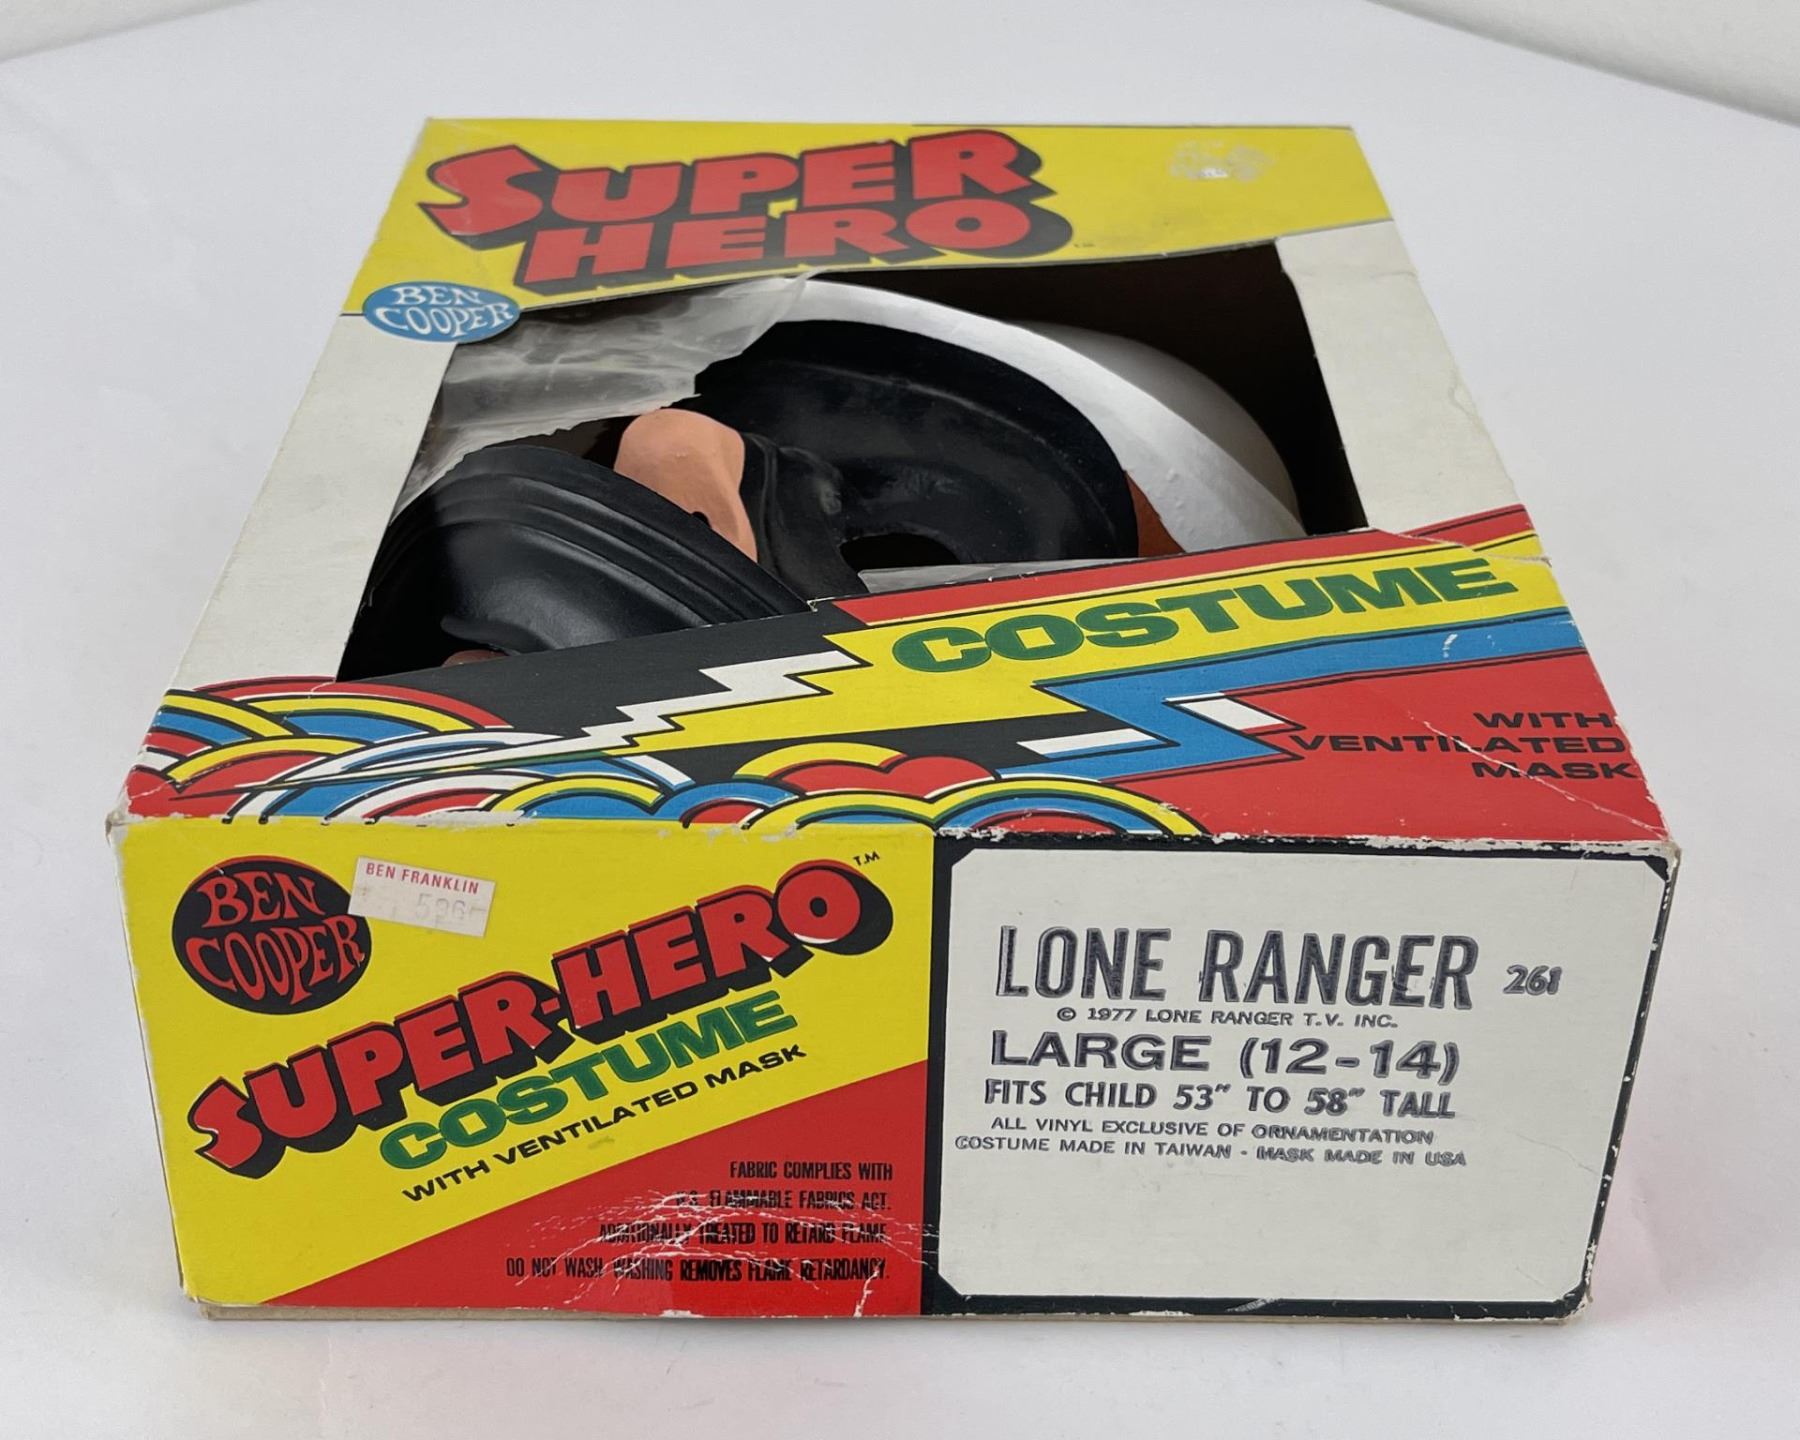 SUPER
HERO
BEN
COOPER
COSTUME
WITH
VENTILATED
MASK
BEN
COOPER
BEN FRANKLIN
SUPER-HERO T.M
COSTUME
WITH VENTILATED MASK
FABRIC COMPLIES WITH
U.S. FLAMMABLE FABRICS ACT.
ADDITIONALLY TREATED TO RETARD FLAME
DO NOT WASH WASHING REMOVES FLAME RETARDANCY.
LONE RANGER 261
© 1977 LONE RANGER T.V. INC.
LARGE (12-14)
FITS CHILD 53" TO 58" TALL
ALL VINYL EXCLUSIVE OF ORNAMENTATION
COSTUME MADE IN TAIWAN - MASK MADE IN USA